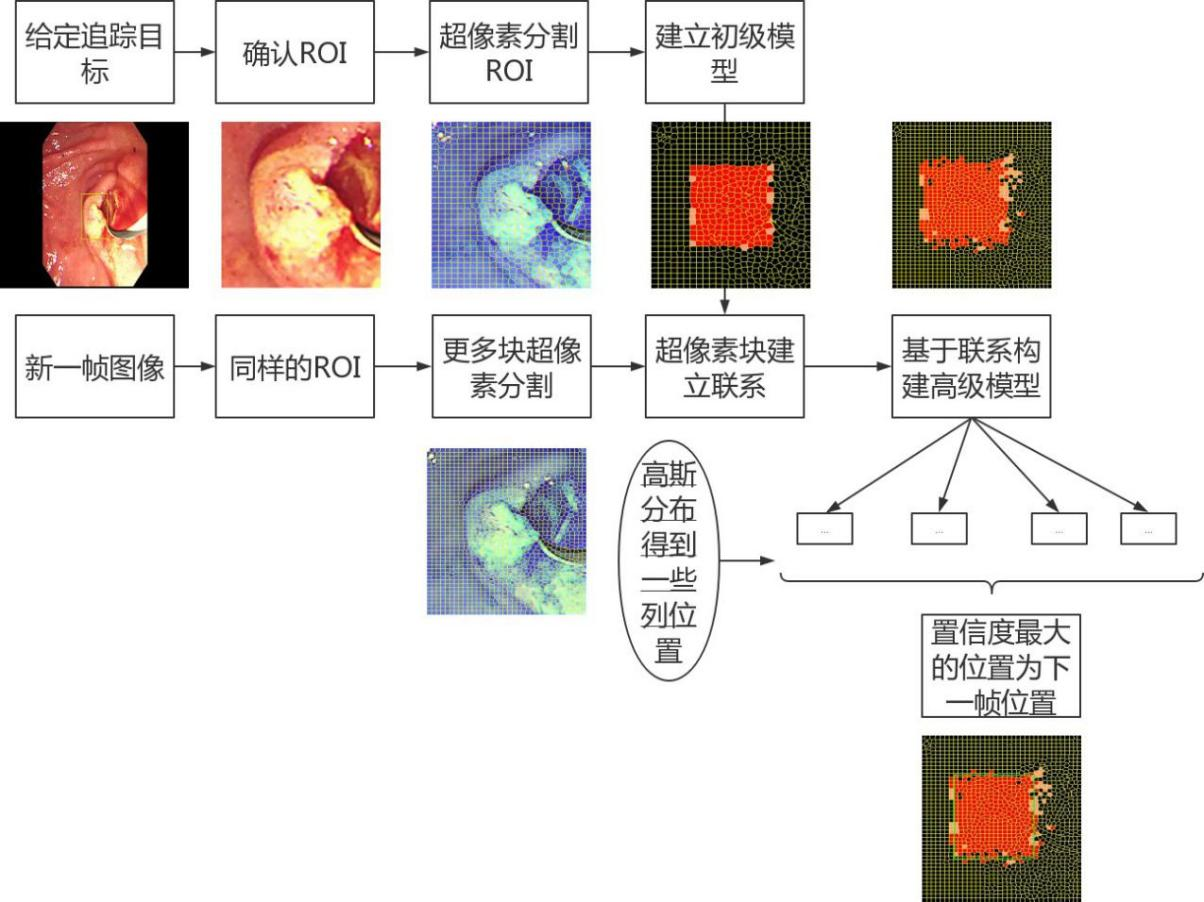 给定追踪目
标
确认ROI
超像素分割
ROI
建立初级模
型
新一帧图像
同样的ROI
更多块超像
素分割
超像素块建
立联系
基于联系构
建高级模型
高斯
分布
得到
一些
列位
置
...
...
...
...
置信度最大
的位置为下
一帧位置